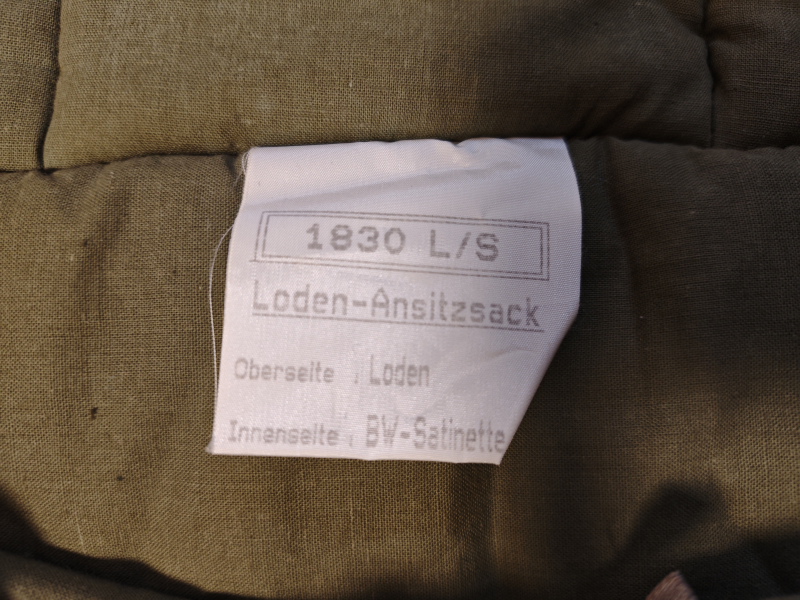 1830 L/S
Loden-Ansitzsack
Oberseite : Loden
Innenseite : BW-Satinette